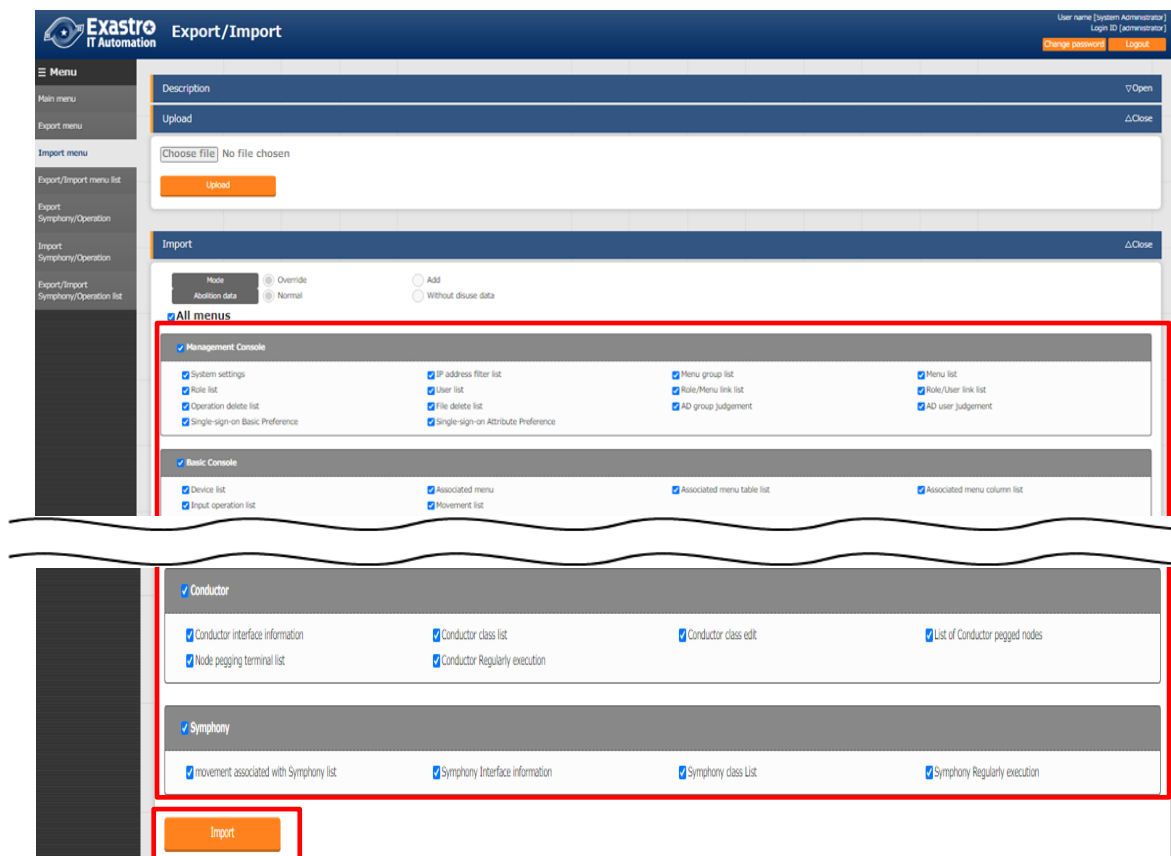 Exastro
IT Automation
Export/Import
User name [System Administrator]
Login ID [administrator]
Change password Logout
☰ Menu
Main menu
Export menu
Import menu
Export/Import menu list
Export
Symphony/Operation
Import
Symphony/Operation
Export/Import
Symphony/Operation list
Description ▽Open
Upload △Close
Choose file No file chosen
Upload
Import △Close
Mode Override Add
Abolition data Normal Without disuse data
All menus
Management Console
System settings IP address filter list Menu group list Menu list
Role list User list Role/Menu link list Role/User link list
Operation delete list File delete list AD group judgement AD user judgement
Single-sign-on Basic Preference Single-sign-on Attribute Preference
Basic Console
Device list Associated menu Associated menu table list Associated menu column list
Input operation list Movement list
Conductor
Conductor interface information Conductor class list Conductor class edit List of Conductor pegged nodes
Node pegging terminal list Conductor Regularly execution
Symphony
movement associated with Symphony list Symphony Interface information Symphony class List Symphony Regularly execution
Import